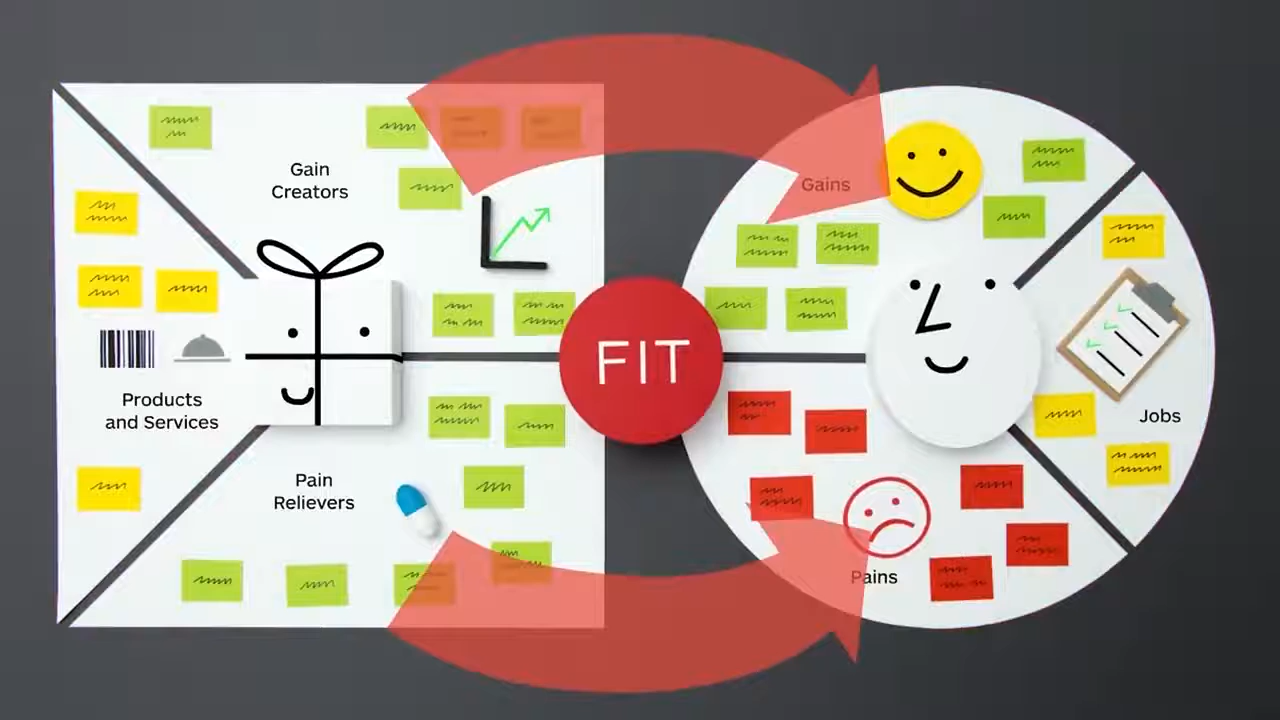 Gain
Creators
Products
and Services
Pain
Relievers
FIT
Gains
Jobs
Pains